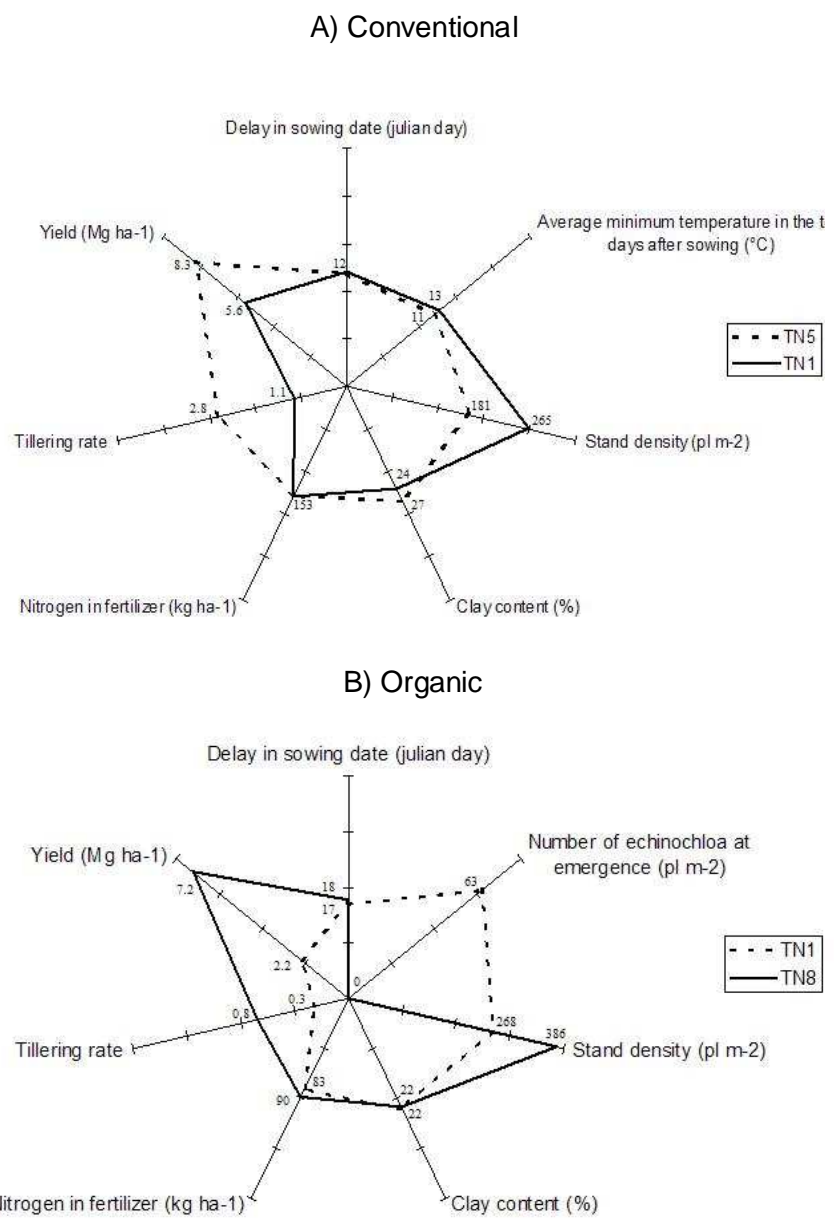 A) Conventional
Delay in sowing date (julian day)
Average minimum temperature in the t
days after sowing (°C)
Yield (Mg ha-1)
8.3
12
13
11
5.6
TN5
TN1
1.1
2.8
181
265
Tillering rate
Stand density (pl m-2)
24
27
153
Nitrogen in fertilizer (kg ha-1)
Clay content (%)
B) Organic
Delay in sowing date (julian day)
Number of echinochloa at
emergence (pl m-2)
Yield (Mg ha-1)
7.2
18
17
63
TN1
TN8
2.2
0
0.3
0.8
268
386
Tillering rate
Stand density (pl m-2)
83
90
22
22
Nitrogen in fertilizer (kg ha-1)
Clay content (%)